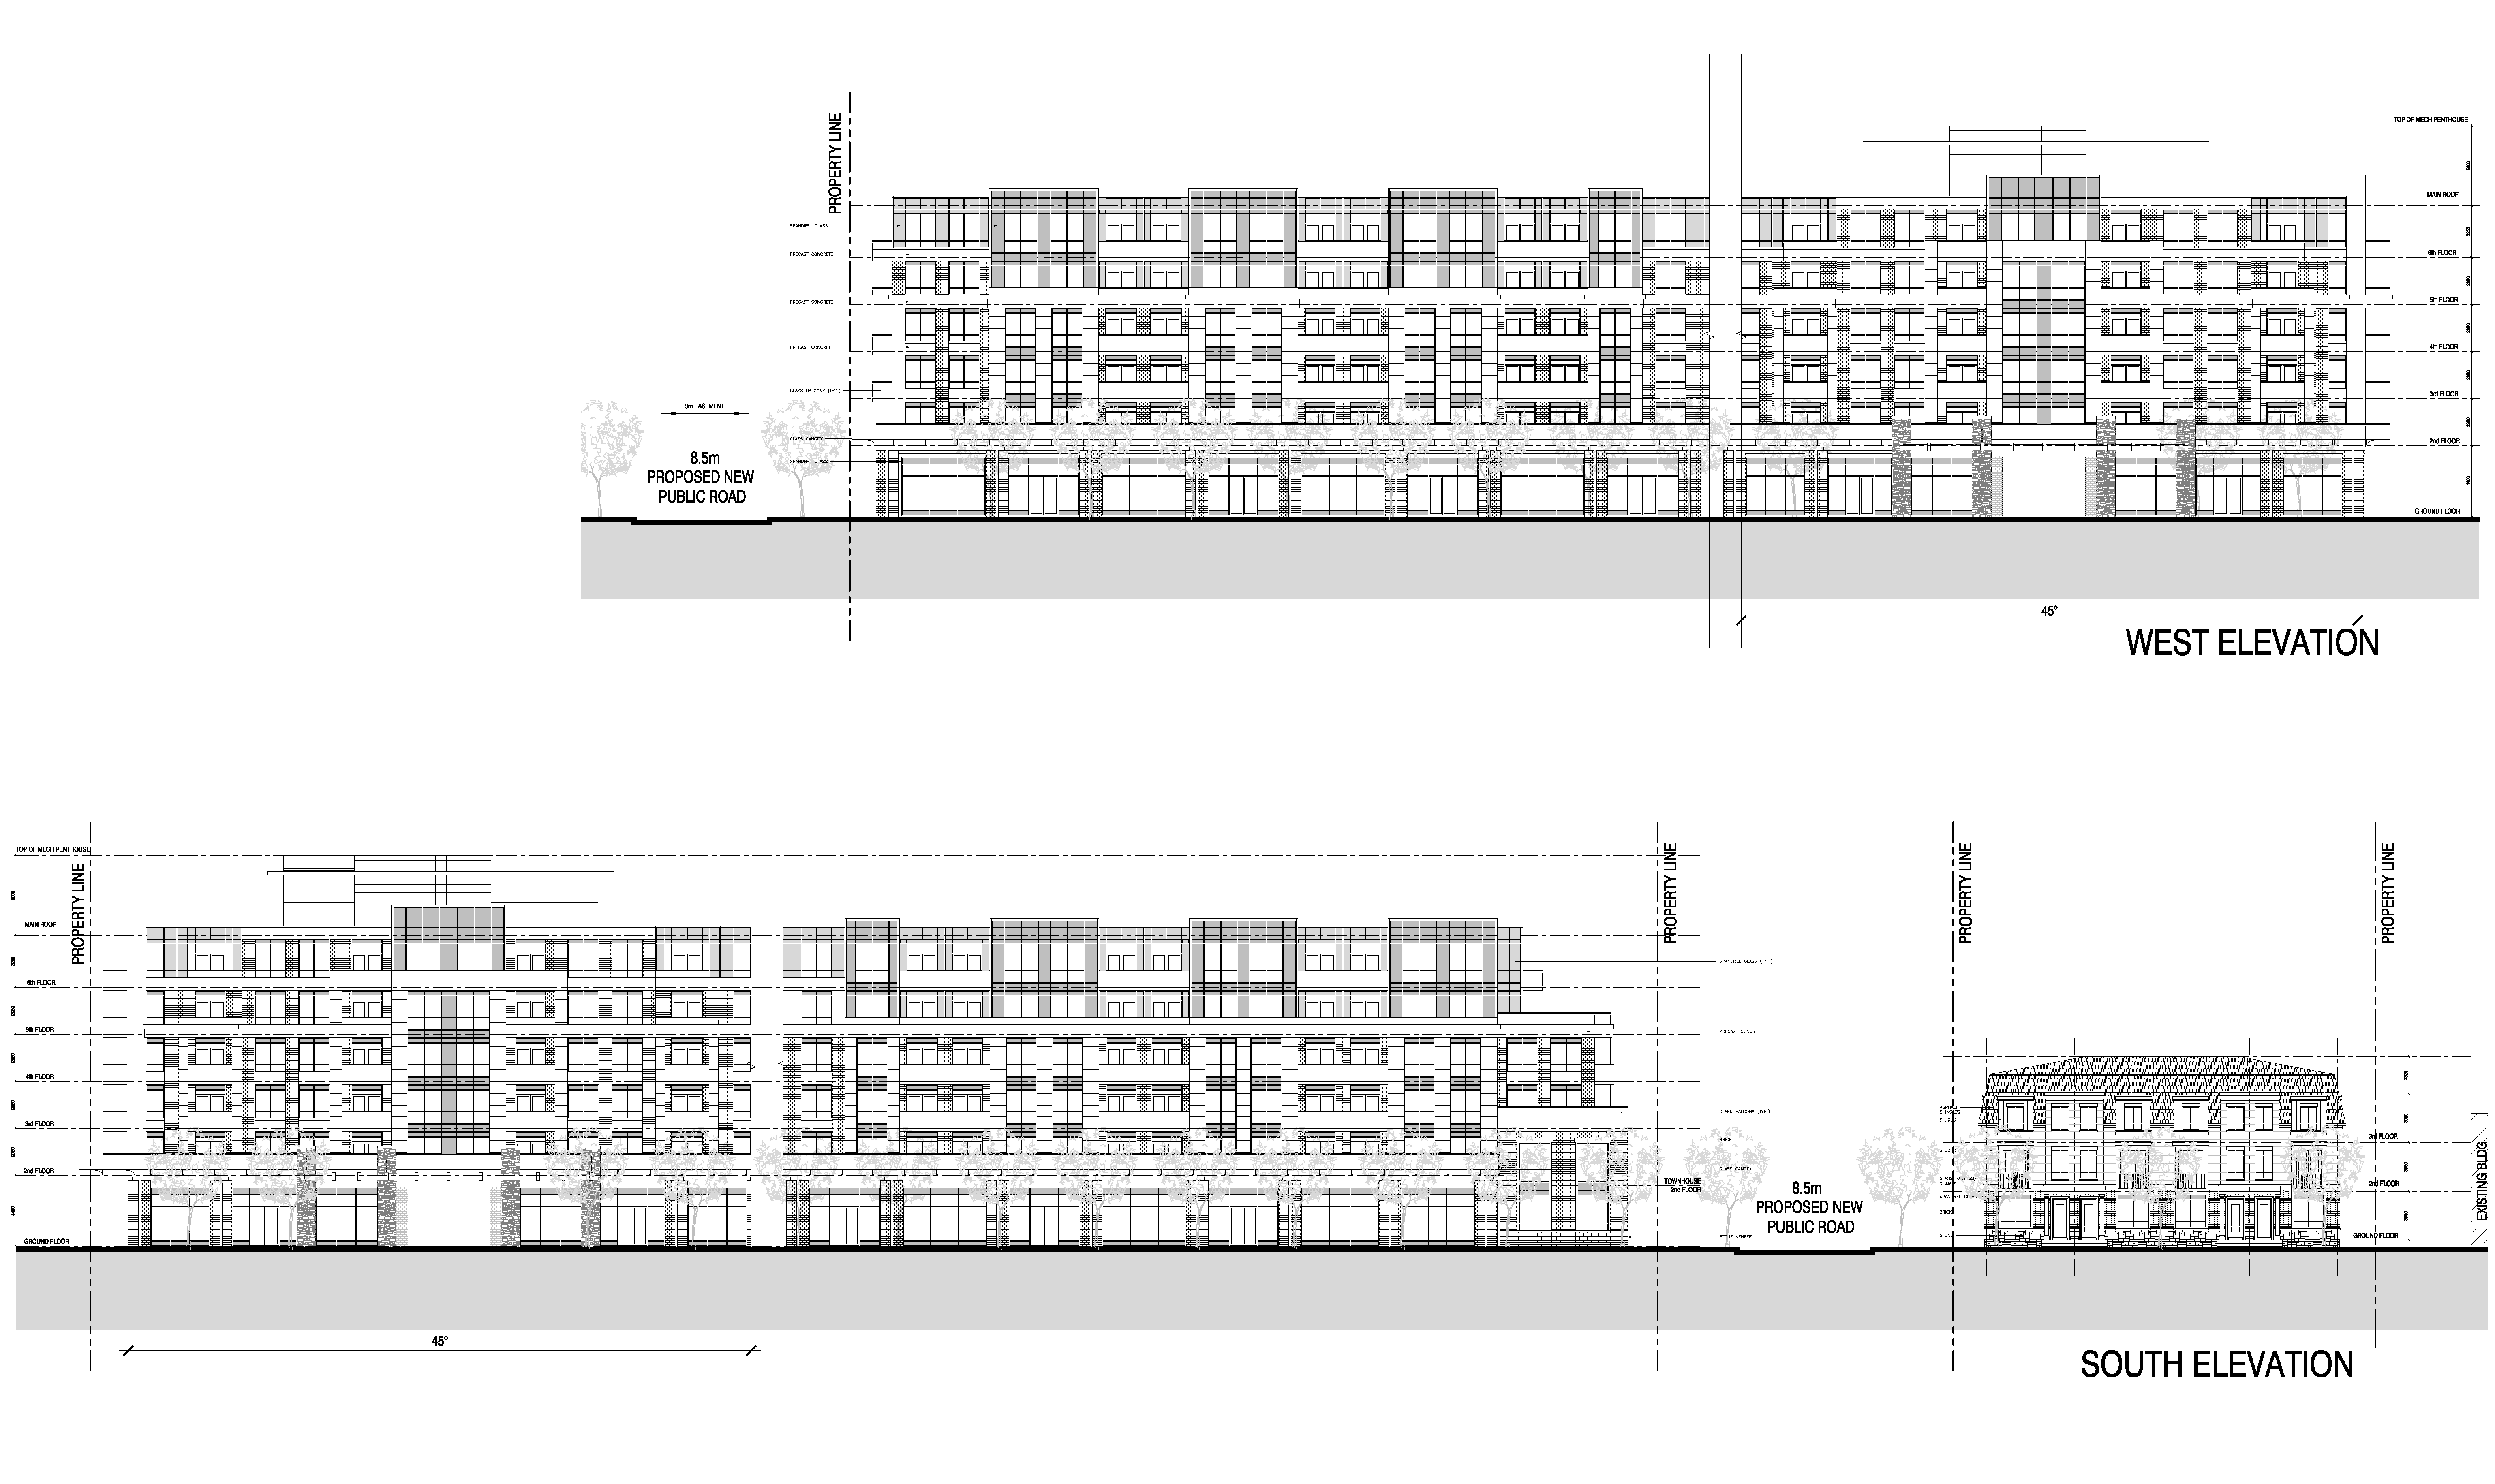 PROPERTY LINE
TOP OF MECH PENTHOUSE
5000
MAIN ROOF
SPANDREL GLASS
3250
PRECAST CONCRETE
6th FLOOR
2950
PRECAST CONCRETE
5th FLOOR
2950
PRECAST CONCRETE
4th FLOOR
2950
GLASS BALCONY (TYP.)
3rd FLOOR
3m EASEMENT
2950
GLASS CANOPY
2nd FLOOR
8.5m
PROPOSED NEW
PUBLIC ROAD
SPANDREL GLASS
4400
GROUND FLOOR
45°
WEST ELEVATION
TOP OF MECH PENTHOUSE
PROPERTY LINE
PROPERTY LINE
PROPERTY LINE
PROPERTY LINE
5000
MAIN ROOF
3250
SPANDREL GLASS (TYP.)
6th FLOOR
2950
5th FLOOR
PRECAST CONCRETE
2950
4th FLOOR
2950
ASPHALT
SHINGLES
GLASS BALCONY (TYP.)
STUCCO
3rd FLOOR
3rd FLOOR
BRICK
2950
STUCCO
2nd FLOOR
GLASS CANOPY
TOWNHOUSE
2nd FLOOR
2nd FLOOR
8.5m
PROPOSED NEW
PUBLIC ROAD
SPANDREL GLASS
BRICK
EXISTING BLDG.
4400
STONE VENEER
STONE
GROUND FLOOR
GROUND FLOOR
45°
SOUTH ELEVATION